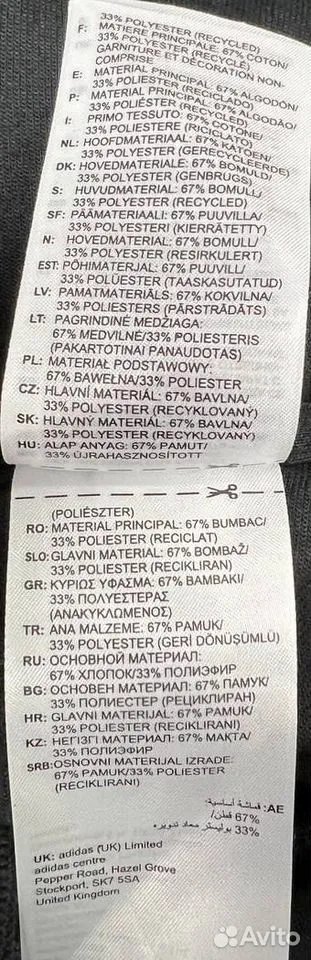 33% POLYESTER (RECYCLED)
F: MATIERE PRINCIPALE: 67% COTON/
33% POLYESTER (RECYCLÉ)
GARNITURE ET DÉCORATION NON-
COMPRISE
E: MATERIAL PRINCIPAL: 67% ALGODÓN/
33% POLIÉSTER (RECICLADO)
P: MATERIAL PRINCIPAL: 67% ALGODÃO/
33% POLIÉSTER (RECICLADO)
I: PRIMO TESSUTO: 67% COTONE/
33% POLIESTERE (RICICLATO)
NL: HOOFDMATERIAAL: 67% KATOEN/
33% POLYESTER (GERECYCLEERDE)
DK: HOVEDMATERIALE: 67% BOMULD/
33% POLYESTER (GENBRUGS)
S: HUVUDMATERIAL: 67% BOMULL/
33% POLYESTER (RECYCLED)
SF: PÄÄMATERIAALI: 67% PUUVILLA/
33% POLYESTERI (KIERRÄTETTY)
N: HOVEDMATERIAL: 67% BOMULL/
33% POLYESTER (RESIRKULERT)
EST: PÕHIMATERJAL: 67% PUUVILL/
33% POLÜESTER (TAASKASUTATUD)
LV: PAMATMATERIĀLS: 67% KOKVILNA/
33% POLIESTERS (PĀRSTRĀDĀTS)
LT: PAGRINDINĖ MEDŽIAGA:
67% MEDVILNĖ/33% POLIESTERIS
(PAKARTOTINAI PANAUDOTAS)
PL: MATERIAŁ PODSTAWOWY:
67% BAWEŁNA/33% POLIESTER
CZ: HLAVNÍ MATERIÁL: 67% BAVLNA/
33% POLYESTER (RECYKLOVANÝ)
SK: HLAVNÝ MATERIÁL: 67% BAVLNA/
33% POLYESTER (RECYKLOVANÝ)
HU: ALAP ANYAG: 67% PAMUT/
33% ÚJRAHASZNOSÍTOTT
(POLIÉSZTER)
RO: MATERIAL PRINCIPAL: 67% BUMBAC/
33% POLIESTER (RECICLAT)
SLO: GLAVNI MATERIAL: 67% BOMBAŽ/
33% POLIESTER (RECIKLIRAN)
GR: ΚΥΡΙΩΣ ΥΦΑΣΜΑ: 67% ΒΑΜΒΑΚΙ/
33% ΠΟΛΥΕΣΤΕΡΑΣ
(ΑΝΑΚΥΚΛΩΜΕΝΟΣ)
TR: ANA MALZEME: 67% PAMUK/
33% POLYESTER (GERİ DÖNÜŞÜMLÜ)
RU: ОСНОВНОЙ МАТЕРИАЛ:
67% ХЛОПОК/33% ПОЛИЭФИР
BG: ОСНОВЕН МАТЕРИАЛ: 67% ПАМУК/
33% ПОЛИЕСТЕР (РЕЦИКЛИРАН)
HR: GLAVNI MATERIJAL: 67% PAMUK/
33% POLIESTER (RECIKLIRANI)
KZ: НЕГІЗГІ МАТЕРИАЛ: 67% МАҚТА/
33% ПОЛИЭФИР
SRB: OSNOVNI MATERIJAL IZRADE:
67% PAMUK/33% POLIESTER
(RECIKLIRANI)
AE: قماشة أساسية:
67% قطن/
33% بوليستر معاد تدويره
UK: adidas (UK) Limited
adidas centre
Pepper Road, Hazel Grove
Stockport, SK7 5SA
United Kingdom
Avito